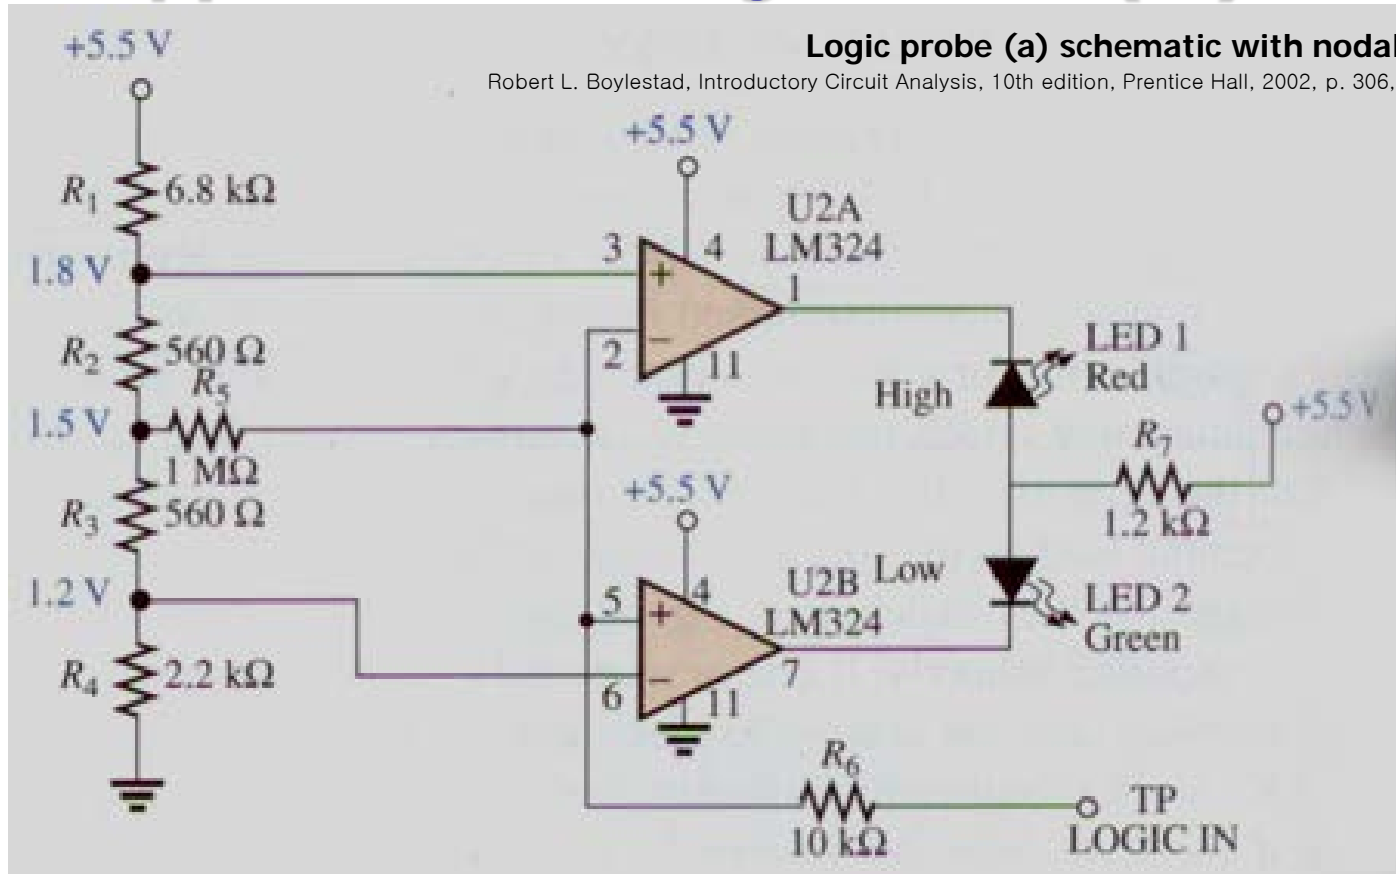 Logic probe (a) schematic with nodal
Robert L. Boylestad, Introductory Circuit Analysis, 10th edition, Prentice Hall, 2002, p. 306,
+5.5 V
R1 6.8 kΩ
1.8 V
R2 560 Ω
1.5 V
R5
1 MΩ
R3 560 Ω
1.2 V
R4 2.2 kΩ
+5.5 V
3
4
U2A
LM324
1
+
−
2
11
+5.5 V
5
4
U2B
LM324
7
+
−
6
11
High
LED 1
Red
R7
+5.5 V
1.2 kΩ
Low
LED 2
Green
R6
10 kΩ
TP
LOGIC IN